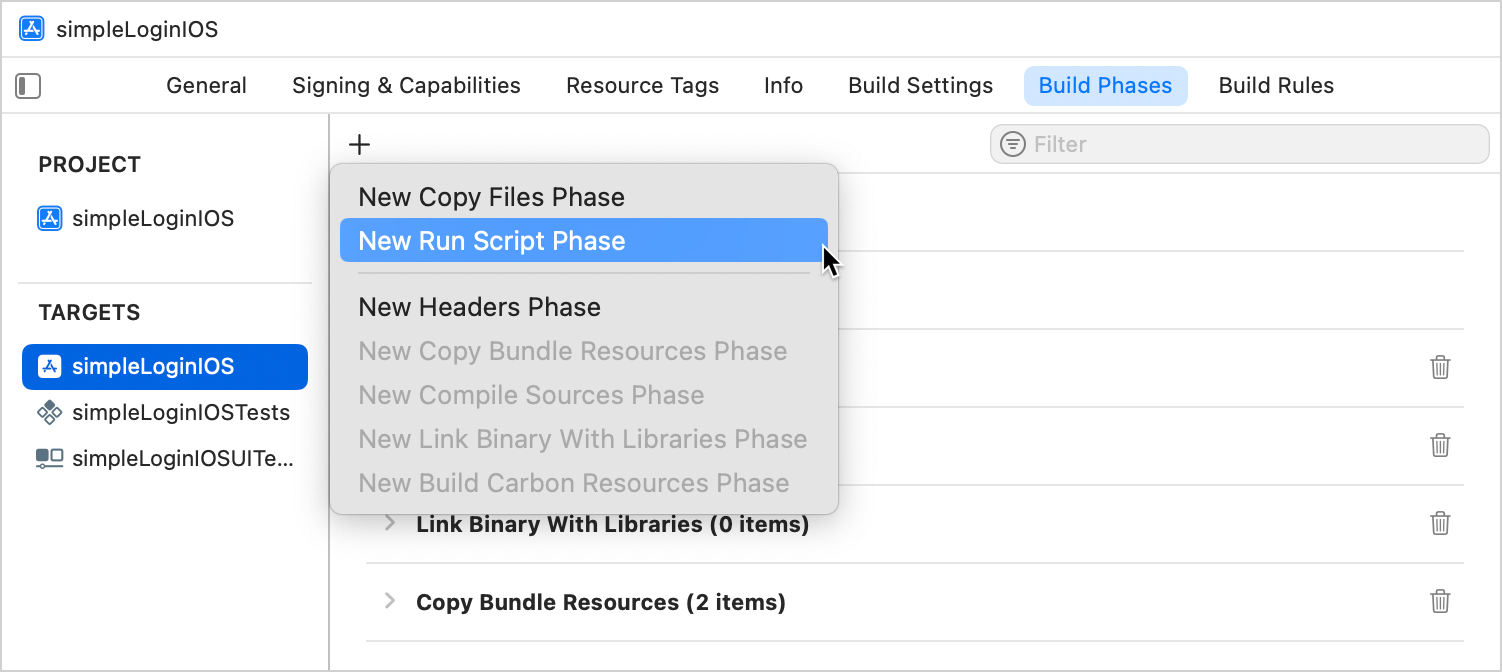 simpleLoginIOS
General Signing & Capabilities Resource Tags Info Build Settings Build Phases Build Rules
Filter
PROJECT
simpleLoginIOS
TARGETS
simpleLoginIOS
simpleLoginIOSTests
simpleLoginIOSUITe...
New Copy Files Phase
New Run Script Phase
New Headers Phase
New Copy Bundle Resources Phase
New Compile Sources Phase
New Link Binary With Libraries Phase
New Build Carbon Resources Phase
Link Binary With Libraries (0 items)
Copy Bundle Resources (2 items)